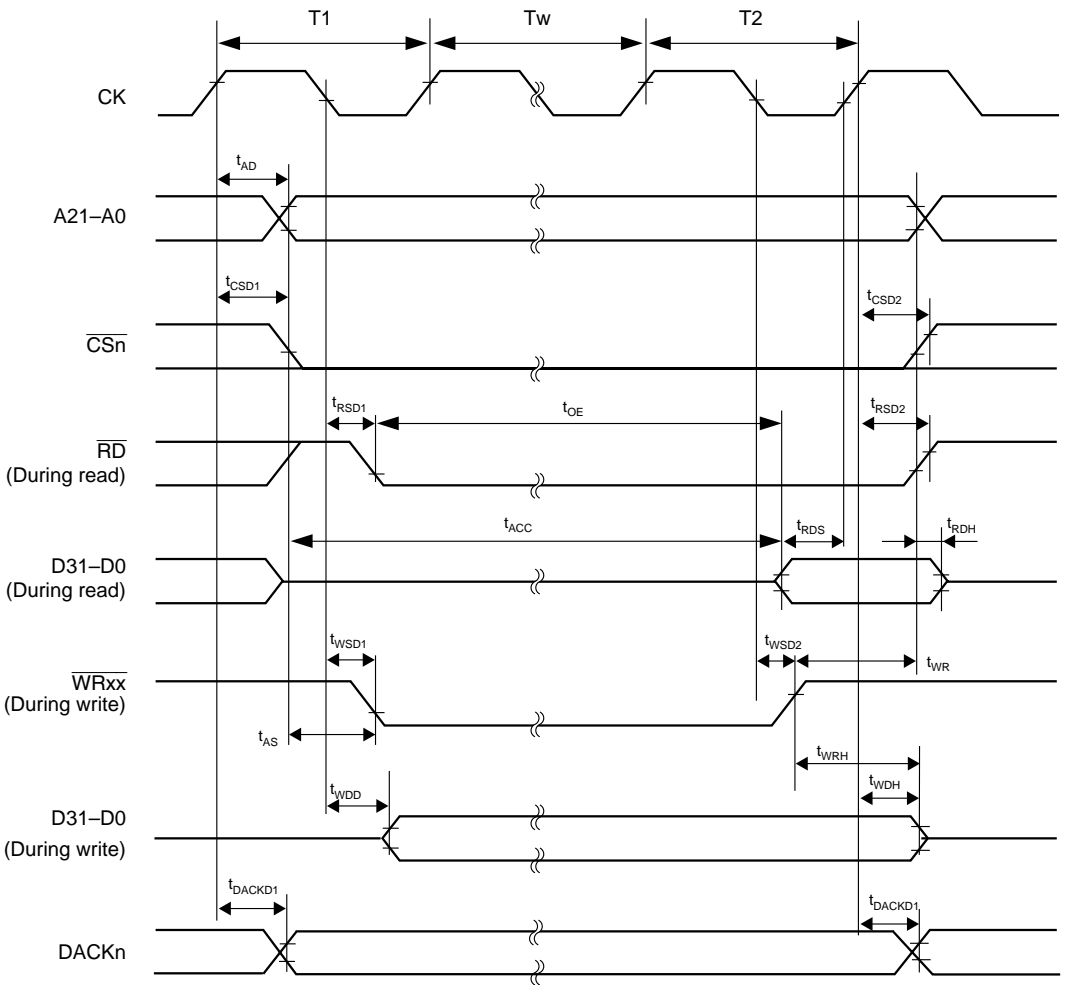 T1 Tw T2
CK
tAD
A21–A0
tCSD1 tCSD2
CSn
tRSD1 tOE tRSD2
RD
(During read)
tACC tRDS tRDH
D31–D0
(During read)
tWSD1 tWSD2 tWR
WRxx
(During write)
tAS tWRH
tWDD tWDH
D31–D0
(During write)
tDACKD1 tDACKD1
DACKn